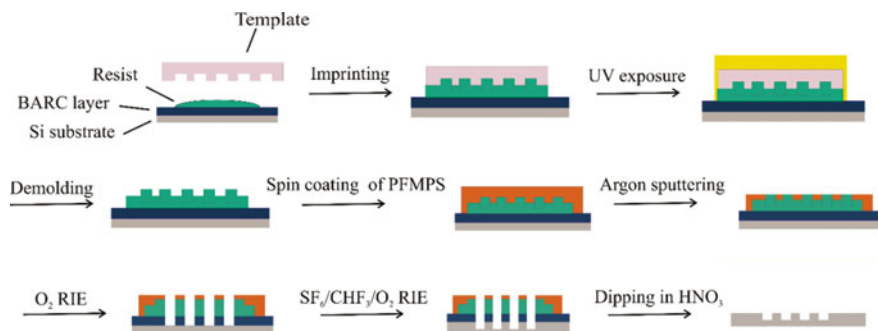 Template
Resist
BARC layer
Si substrate
Imprinting
UV exposure
Demolding
Spin coating of PFMPS
Argon sputtering
O₂ RIE
SF₆/CHF₃/O₂ RIE
Dipping in HNO₃